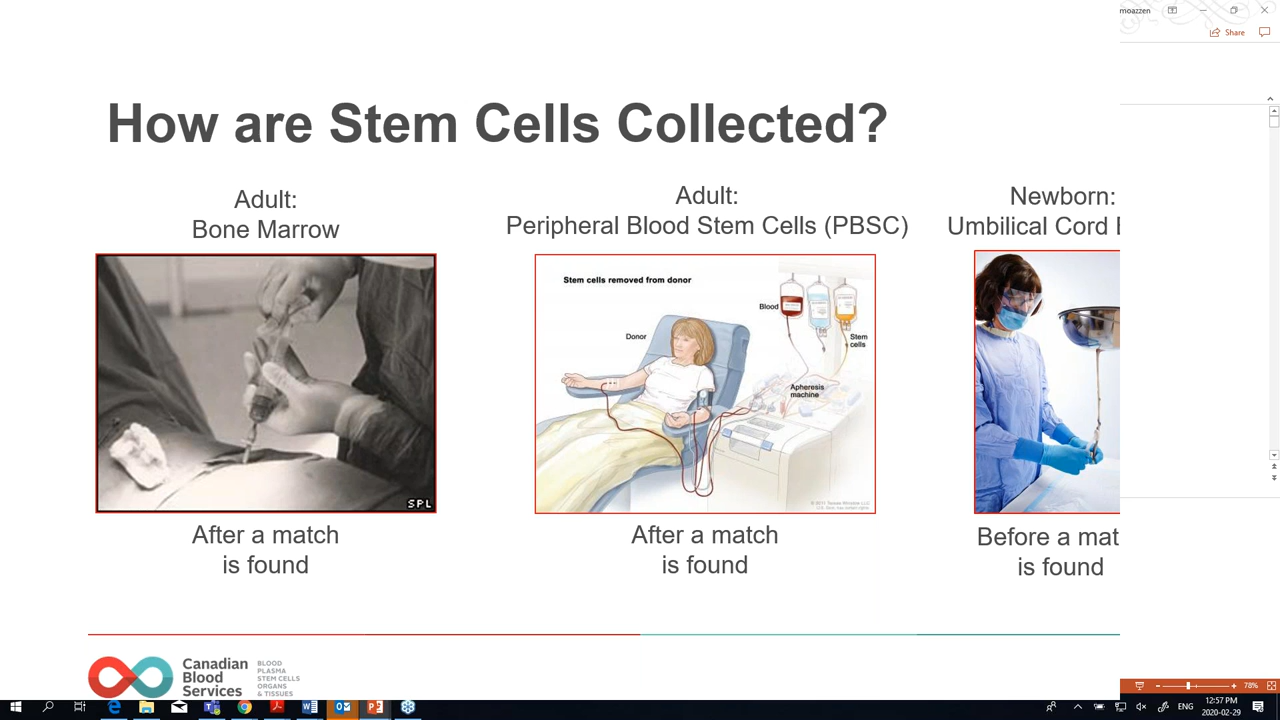 moazzen
Share
How are Stem Cells Collected?
Adult:
Bone Marrow
Adult:
Peripheral Blood Stem Cells (PBSC)
Newborn:
Umbilical Cord
Stem cells removed from donor
Blood
Donor
Stem
cells
Apheresis
machine
SPL
After a match
is found
After a match
is found
Before a mat
is found
Canadian
Blood
Services
BLOOD
PLASMA
STEM CELLS
ORGANS
& TISSUES
78%
ENG
12:57 PM
2020-02-29